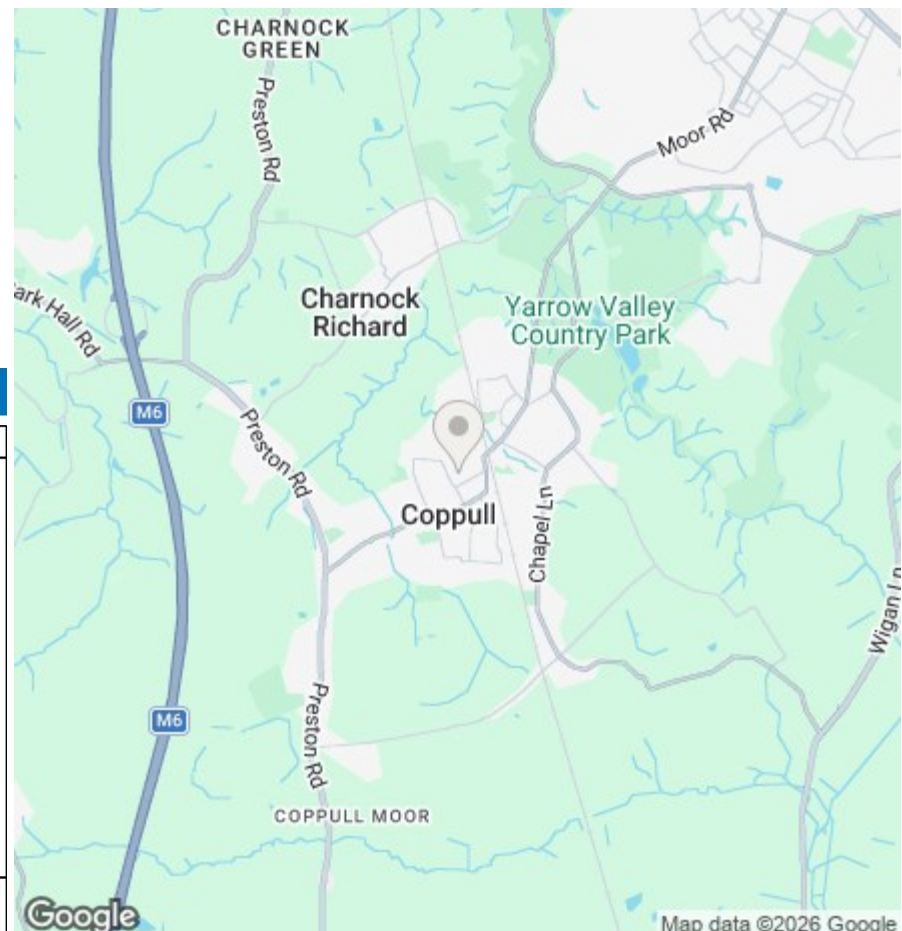 CHARNOCK
GREEN
Preston Rd
Moor Rd
Charnock
Richard
Yarrow Valley
Country Park
ark Hall Rd
M6
Preston Rd
Coppull
Chapel Ln
Wigan Ln
M6
Preston Rd
COPPULL MOOR
Google
Map data ©2026 Google